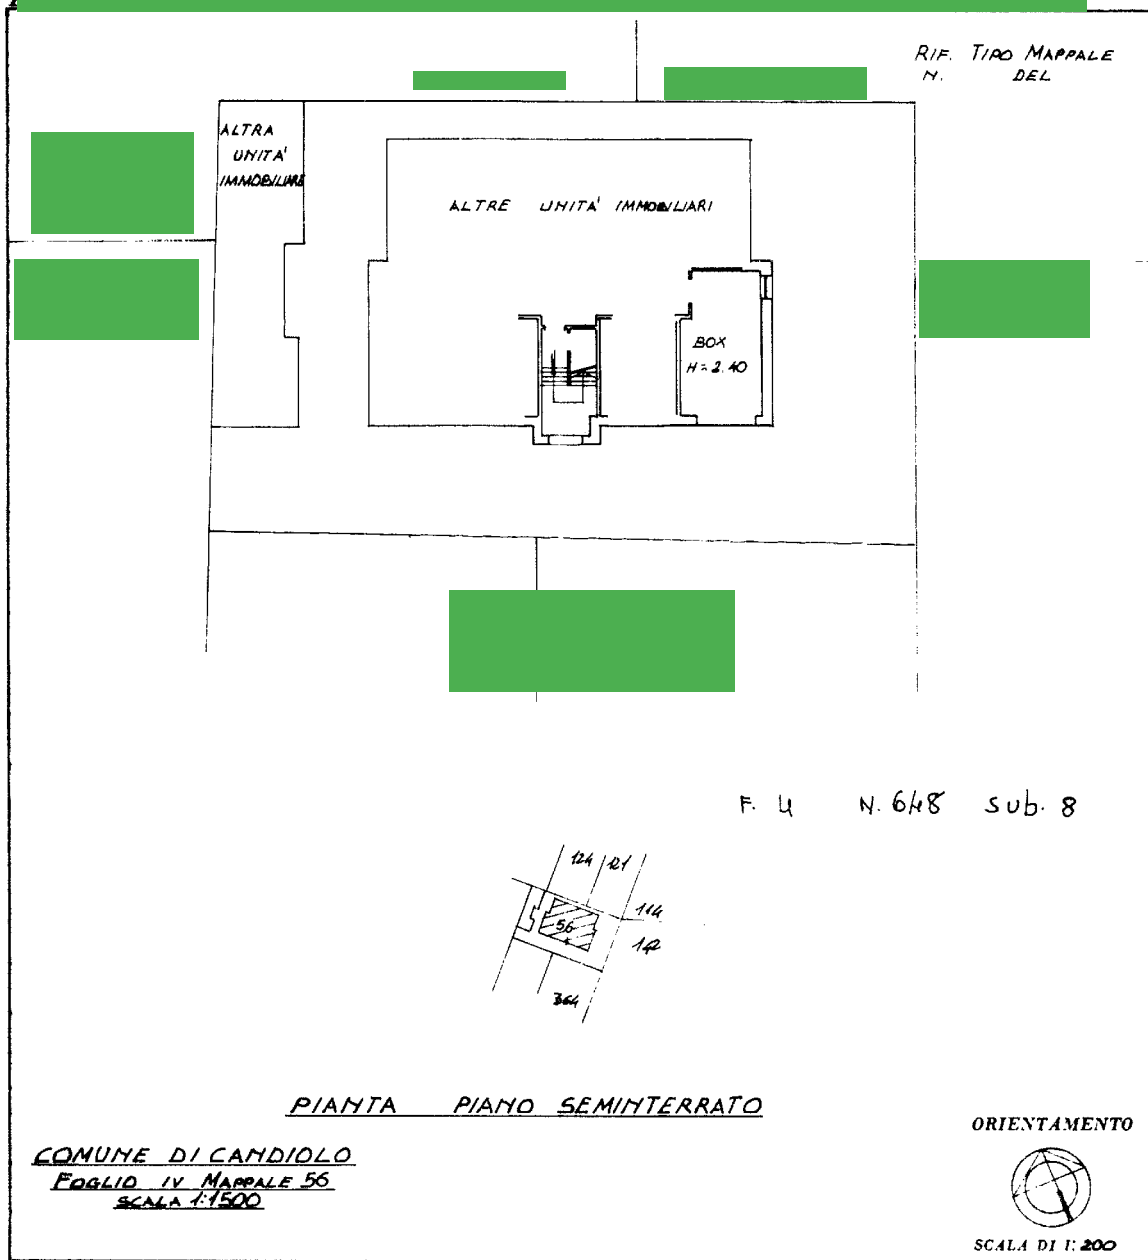 RIF. TIPO MAPPALE
N. DEL
ALTRA
UNITA'
IMMOBILIARE
ALTRE UNITA' IMMOBILIARI
BOX
H=2.40
F. 4 N. 648 Sub. 8
124 121
114
56
142
364
PIANTA PIANO SEMINTERRATO
COMUNE DI CANDIOLO
FOGLIO IV MAPPALE 56
SCALA 1:1500
ORIENTAMENTO
SCALA DI 1:200